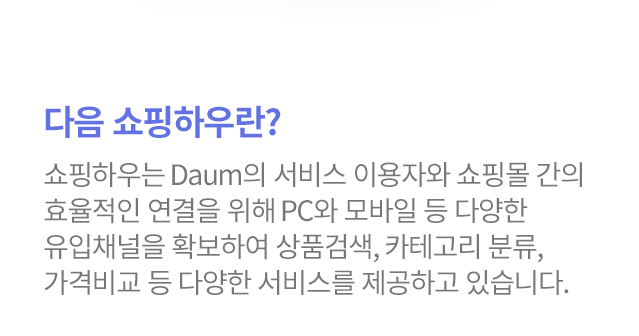 다음 쇼핑하우란?
쇼핑하우는 Daum의 서비스 이용자와 쇼핑몰 간의
효율적인 연결을 위해 PC와 모바일 등 다양한
유입채널을 확보하여 상품검색, 카테고리 분류,
가격비교 등 다양한 서비스를 제공하고 있습니다.